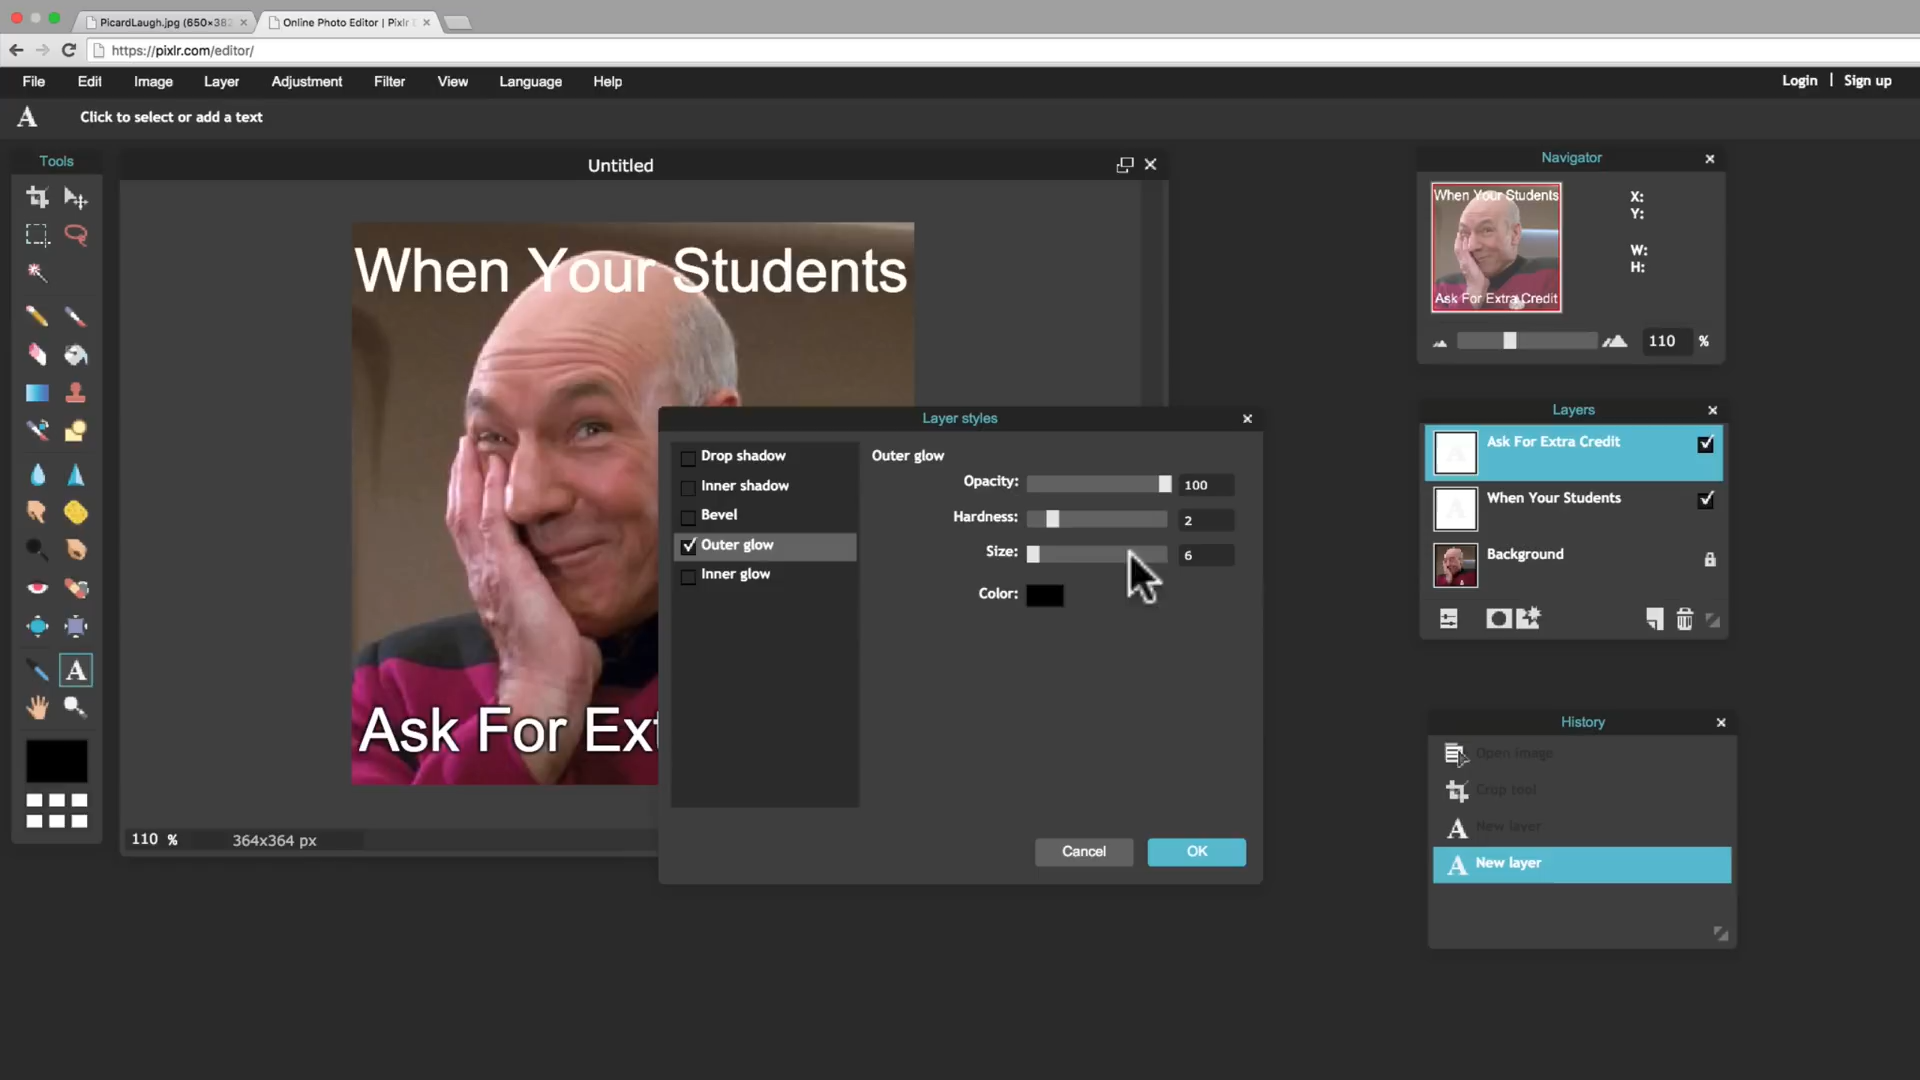 PicardLaugh.jpg (650×382
Online Photo Editor | Pixlr E
https://pixlr.com/editor/
File Edit Image Layer Adjustment Filter View Language Help
Login | Sign up
A Click to select or add a text
Tools
Untitled
When Your Students
Ask For Ext
110 % 364x364 px
Layer styles
Drop shadow
Inner shadow
Bevel
Outer glow
Inner glow
Outer glow
Opacity: 100
Hardness: 2
Size: 6
Color:
Cancel OK
Navigator
When Your Students
Ask For Extra Credit
X:
Y:
W:
H:
110 %
Layers
Ask For Extra Credit
When Your Students
Background
History
Open image
Crop tool
A New layer
A New layer